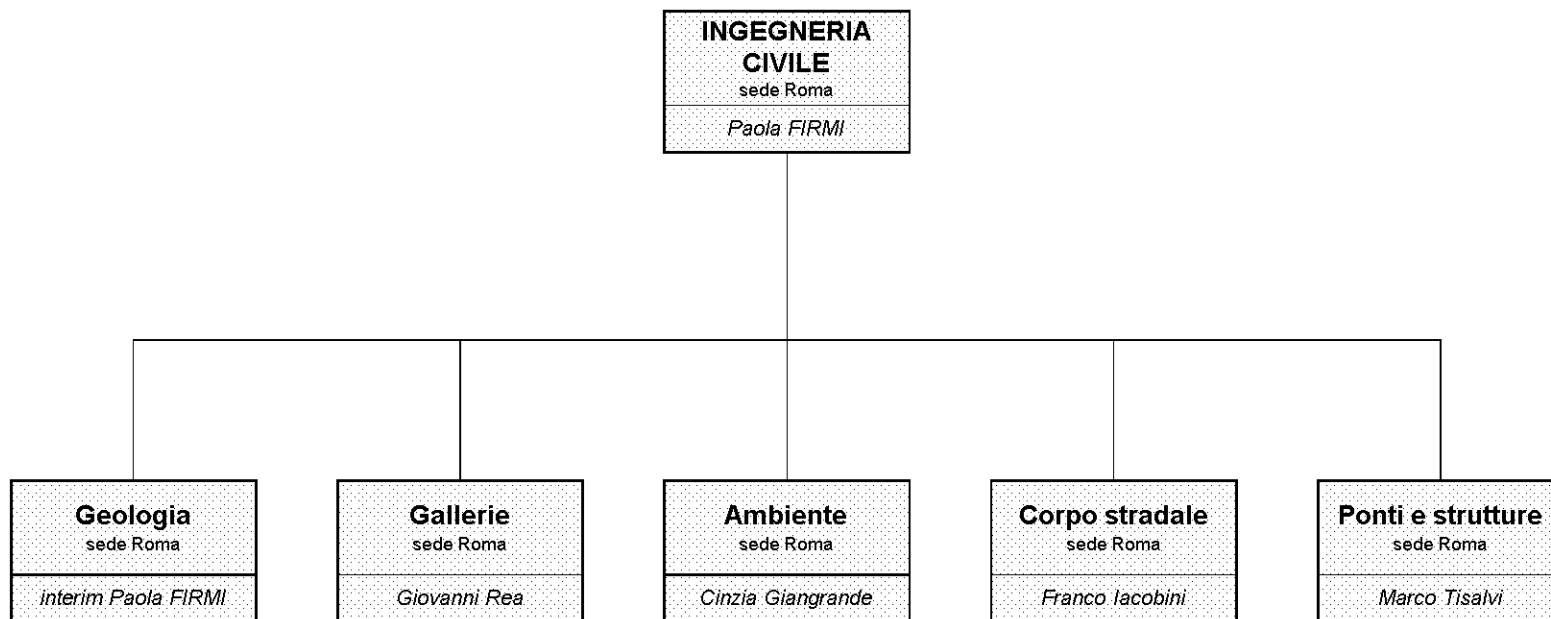 INGEGNERIA
CIVILE
sede Roma
Paola FIRMI
Geologia
sede Roma
interim Paola FIRMI
Gallerie
sede Roma
Giovanni Rea
Ambiente
sede Roma
Cinzia Giangrande
Corpo stradale
sede Roma
Franco Iacobini
Ponti e strutture
sede Roma
Marco Tisalvi